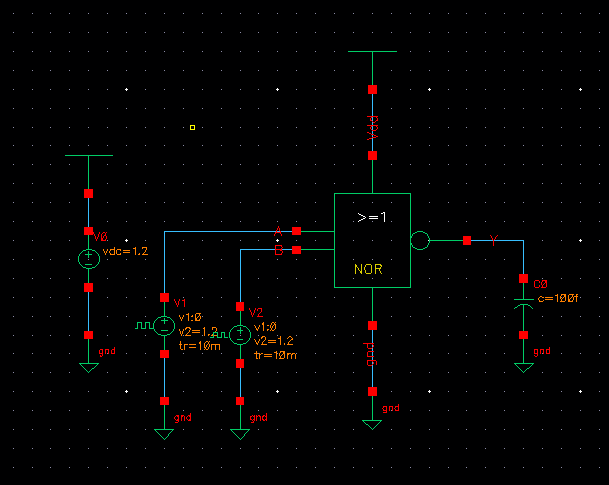 Vdd
>=1
A
B
Y
NOR
V0
vdc=1.2
gnd
V1
v1:0
v2=1.2
tr=10m
gnd
V2
v1:0
v2=1.2
tr=10m
gnd
gnd
gnd
C0
c=100f
gnd